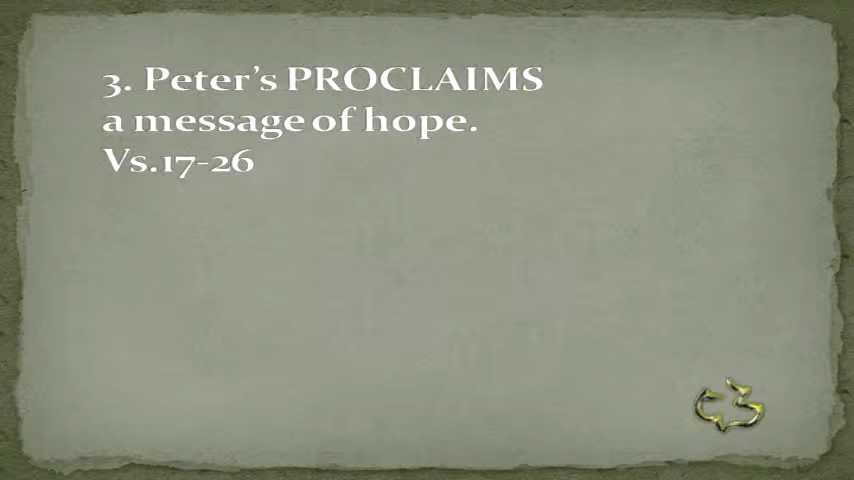 3. Peter's PROCLAIMS
a message of hope.
Vs.17-26